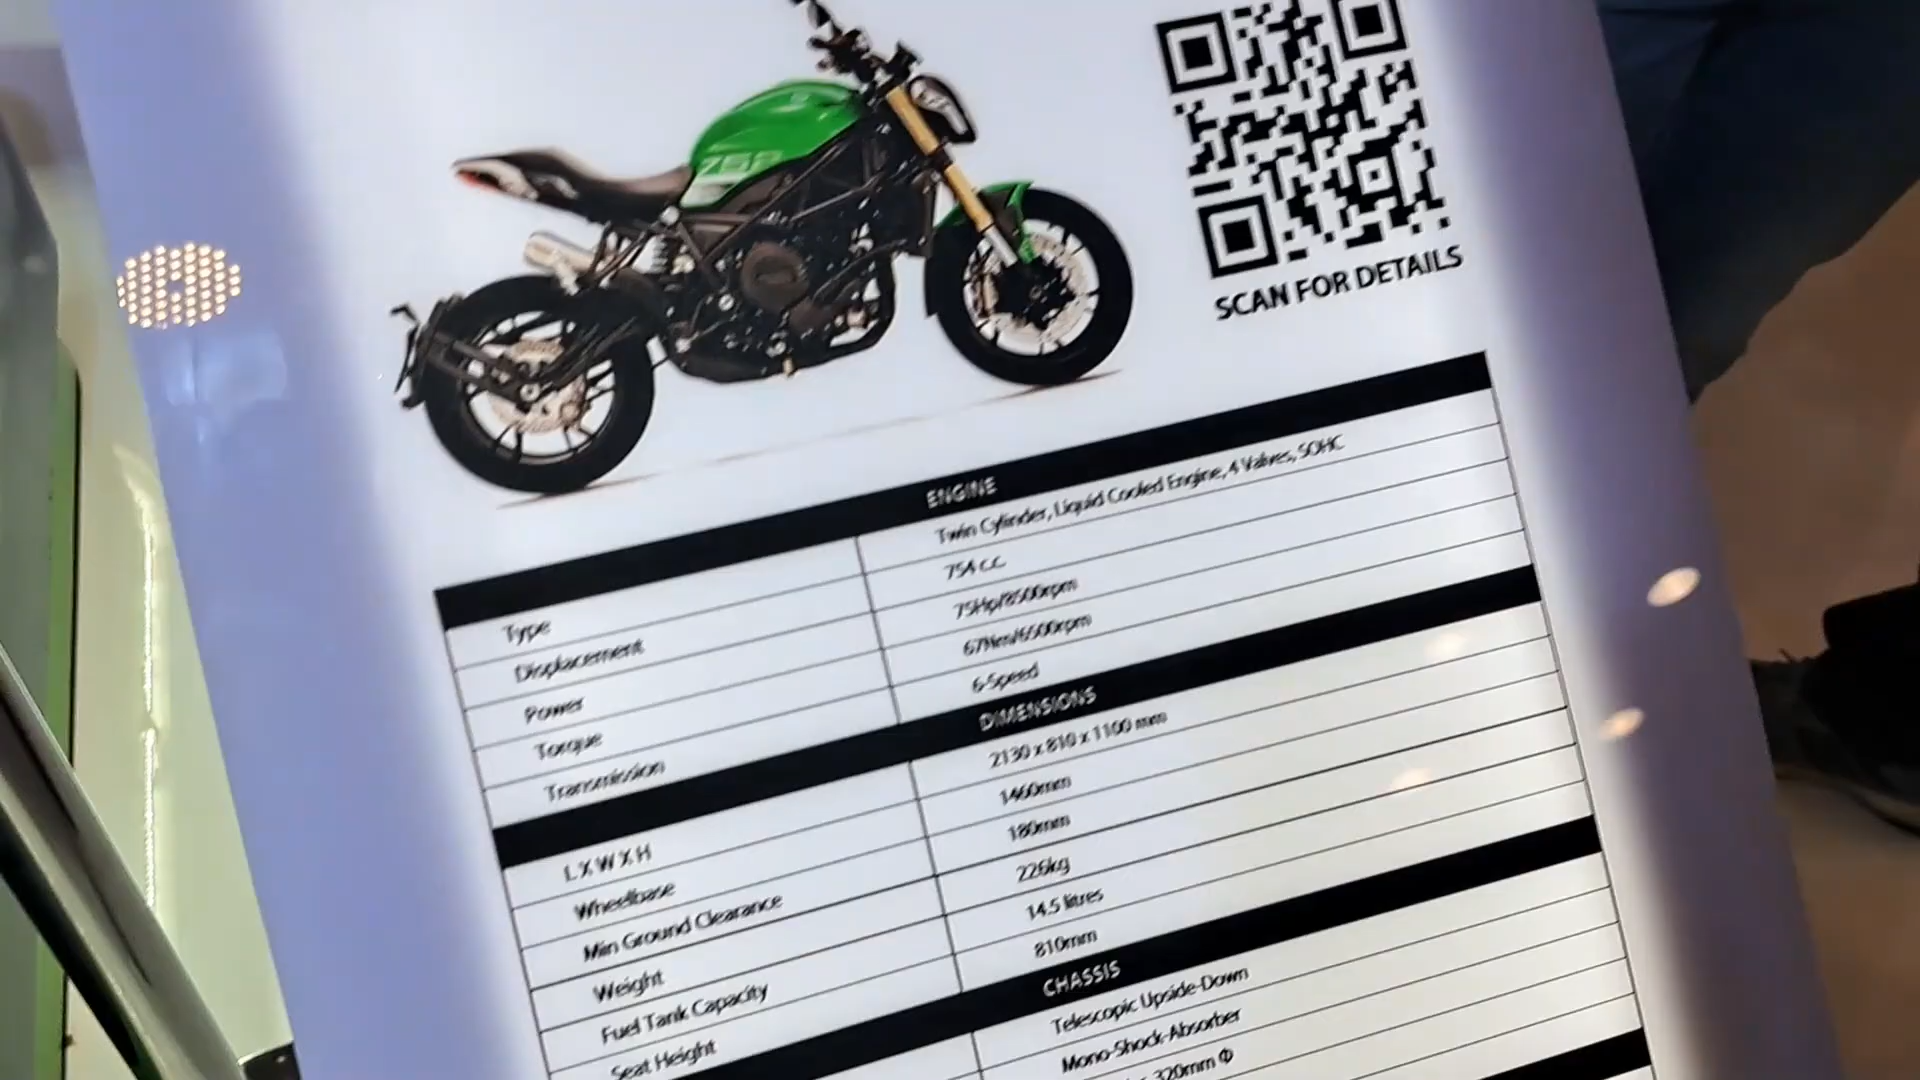 752
SCAN FOR DETAILS
ENGINE
Type Twin Cylinder, Liquid Cooled Engine, 4 Valves, SOHC
Displacement 754 c.c.
Power 75Hp/8500rpm
Torque 67Nm/6500rpm
Transmission 6-Speed
DIMENSIONS
L X W X H 2130 x 810 x 1100 mm
Wheelbase 1460mm
Min Ground Clearance 180mm
Weight 226kg
Fuel Tank Capacity 14.5 litres
Seat Height 810mm
CHASSIS
Telescopic Upside-Down
Mono-Shock-Absorber
320mm Φ